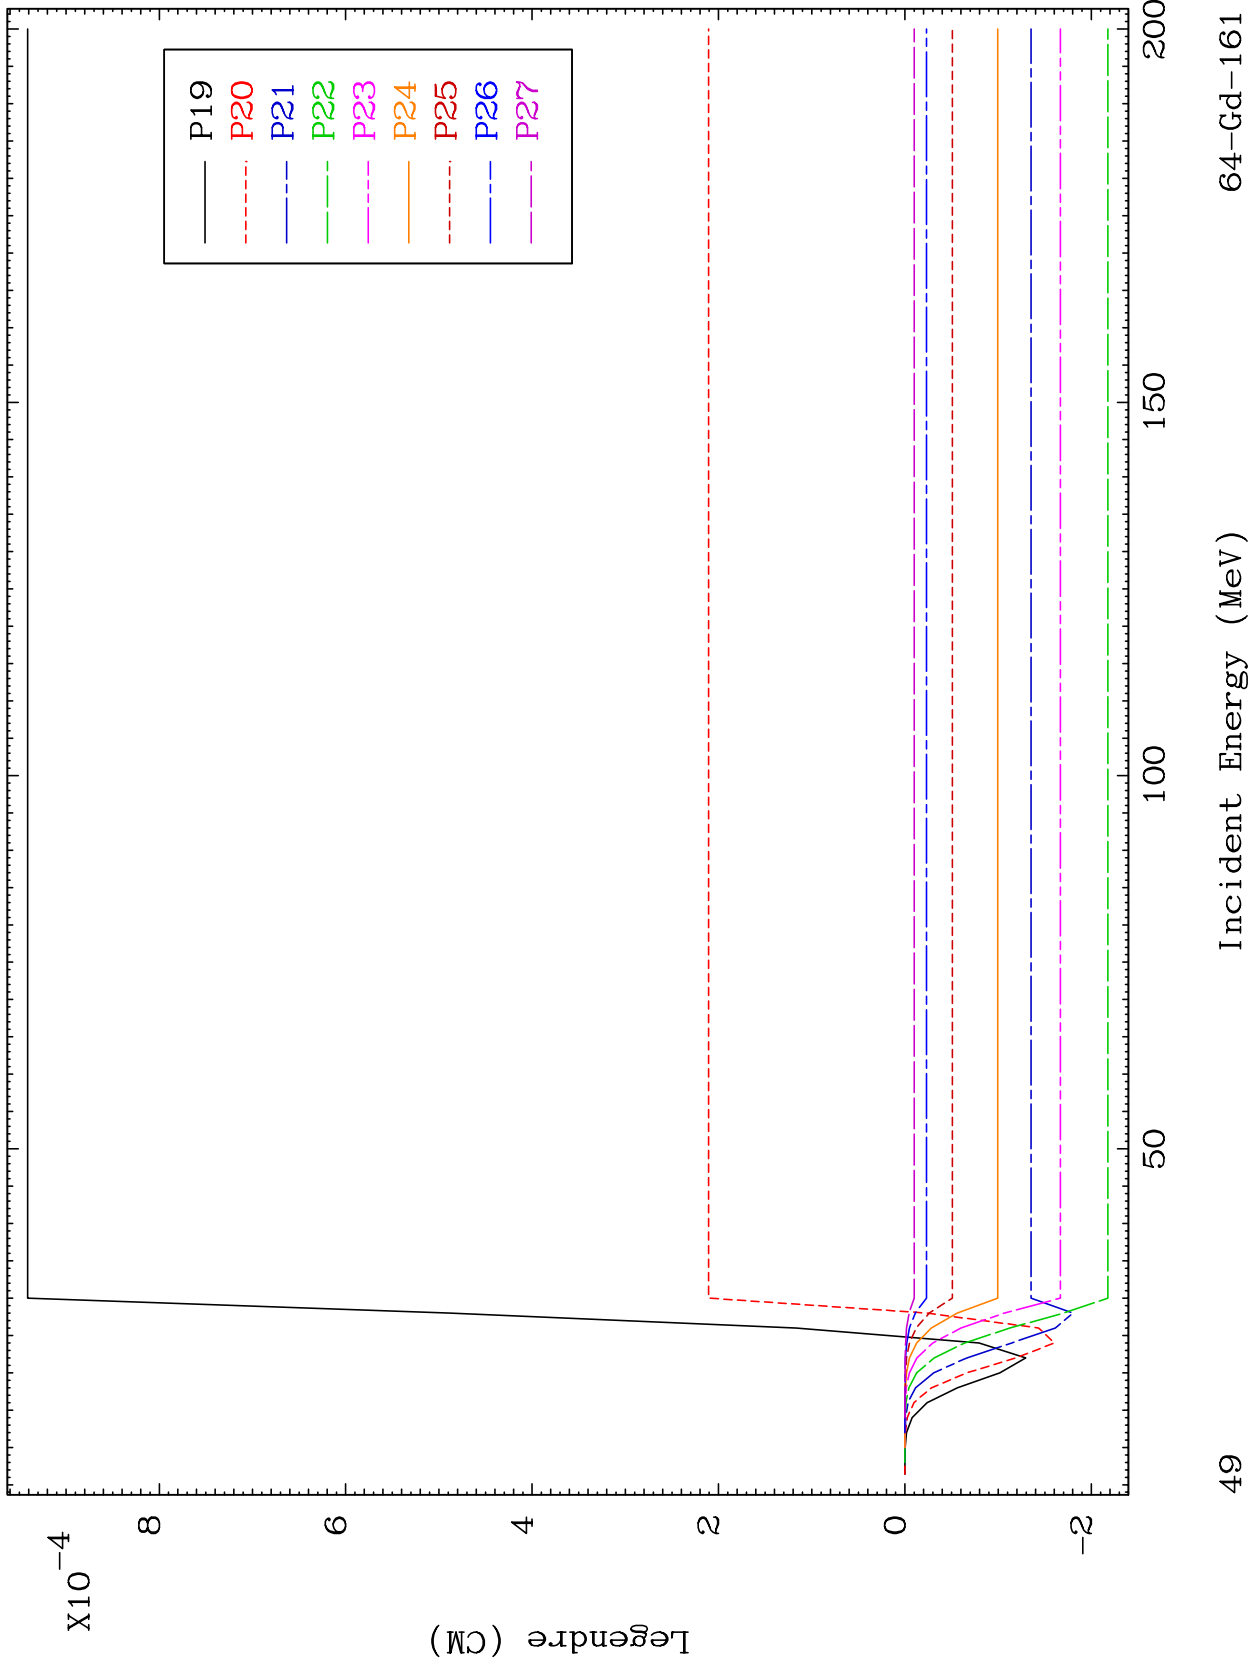 X10-4
8
6
4
2
0
-2
Legendre (CM)
P19
P20
P21
P22
P23
P24
P25
P26
P27
50
100
150
200
49
Incident Energy (MeV)
64-Gd-161